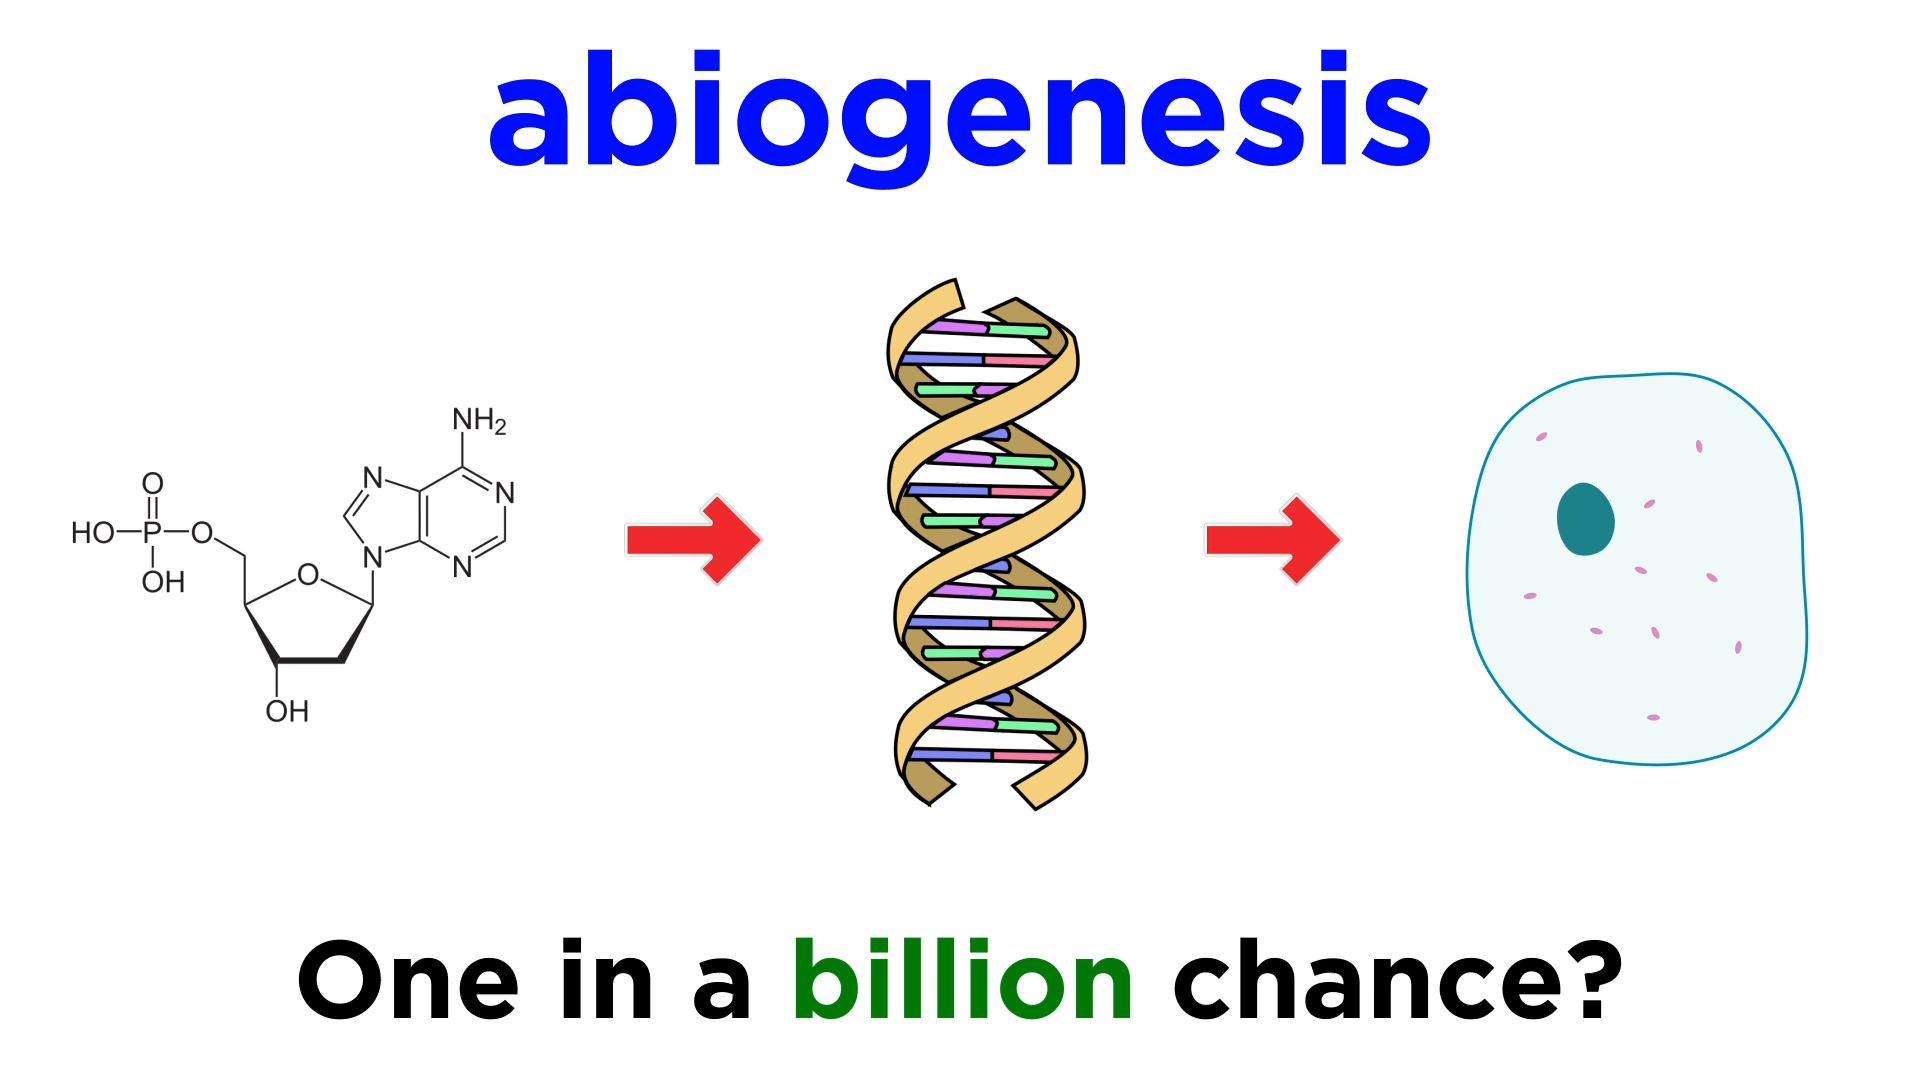 abiogenesis
NH₂
N
N
O
N
N
HO
P
O
O
OH
OH
One in a billion chance?